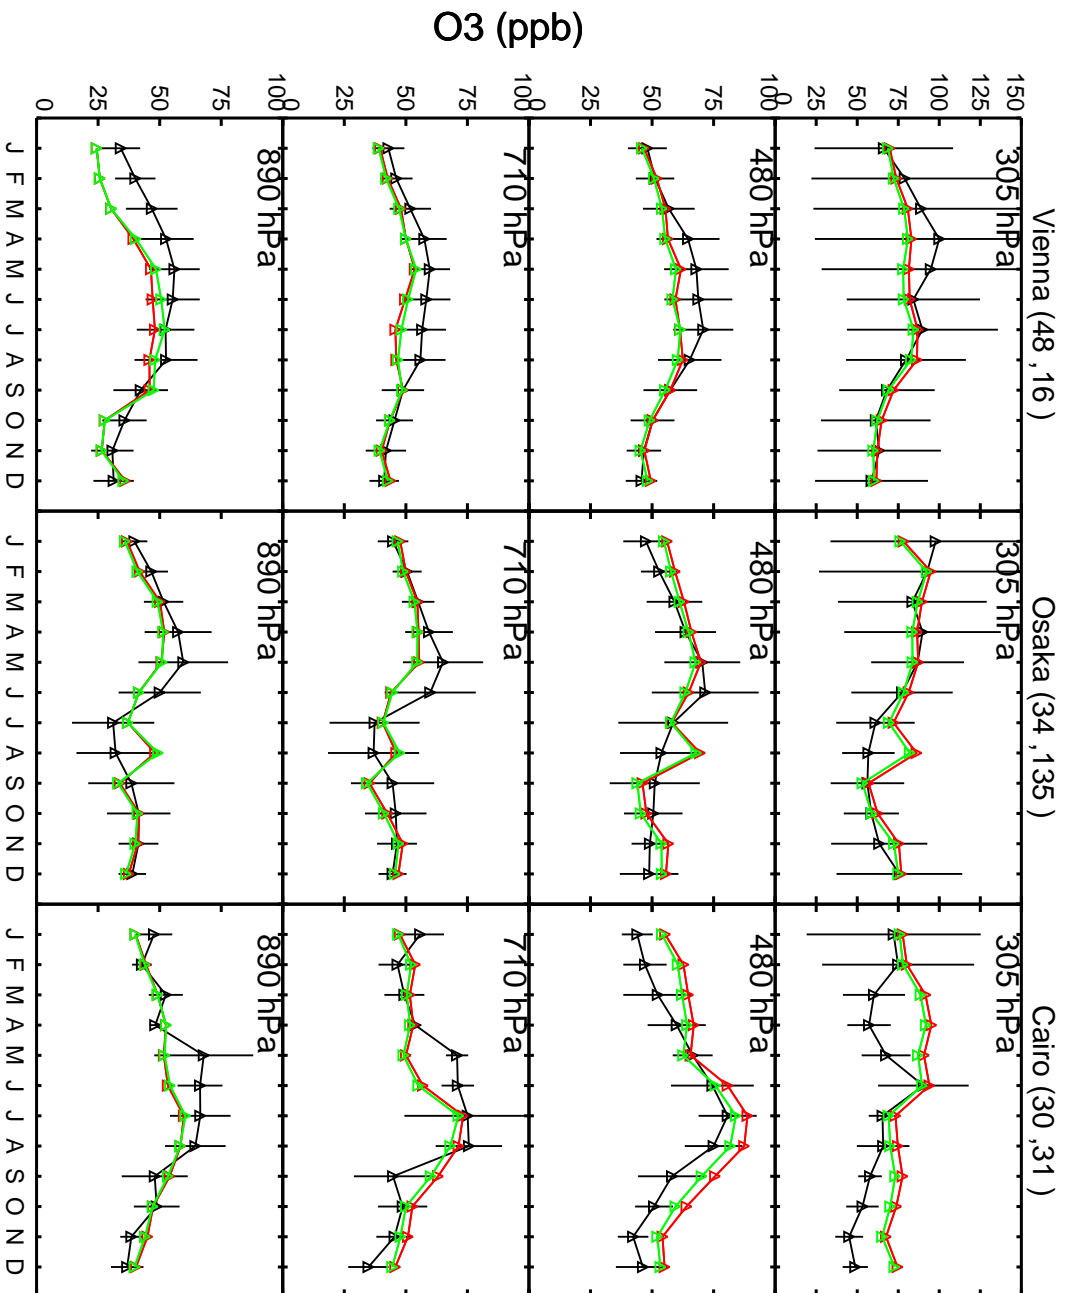 O3 (ppb)
Vienna (48 ,16 )
Osaka (34 ,135 )
Cairo (30 ,31 )
0 25 50 75 100 125 150
305 hPa
305 hPa
305 hPa
0 25 50 75 100
480 hPa
480 hPa
480 hPa
0 25 50 75 100
710 hPa
710 hPa
710 hPa
0 25 50 75 100
890 hPa
890 hPa
890 hPa
J F M A M J J A S O N D
J F M A M J J A S O N D
J F M A M J J A S O N D